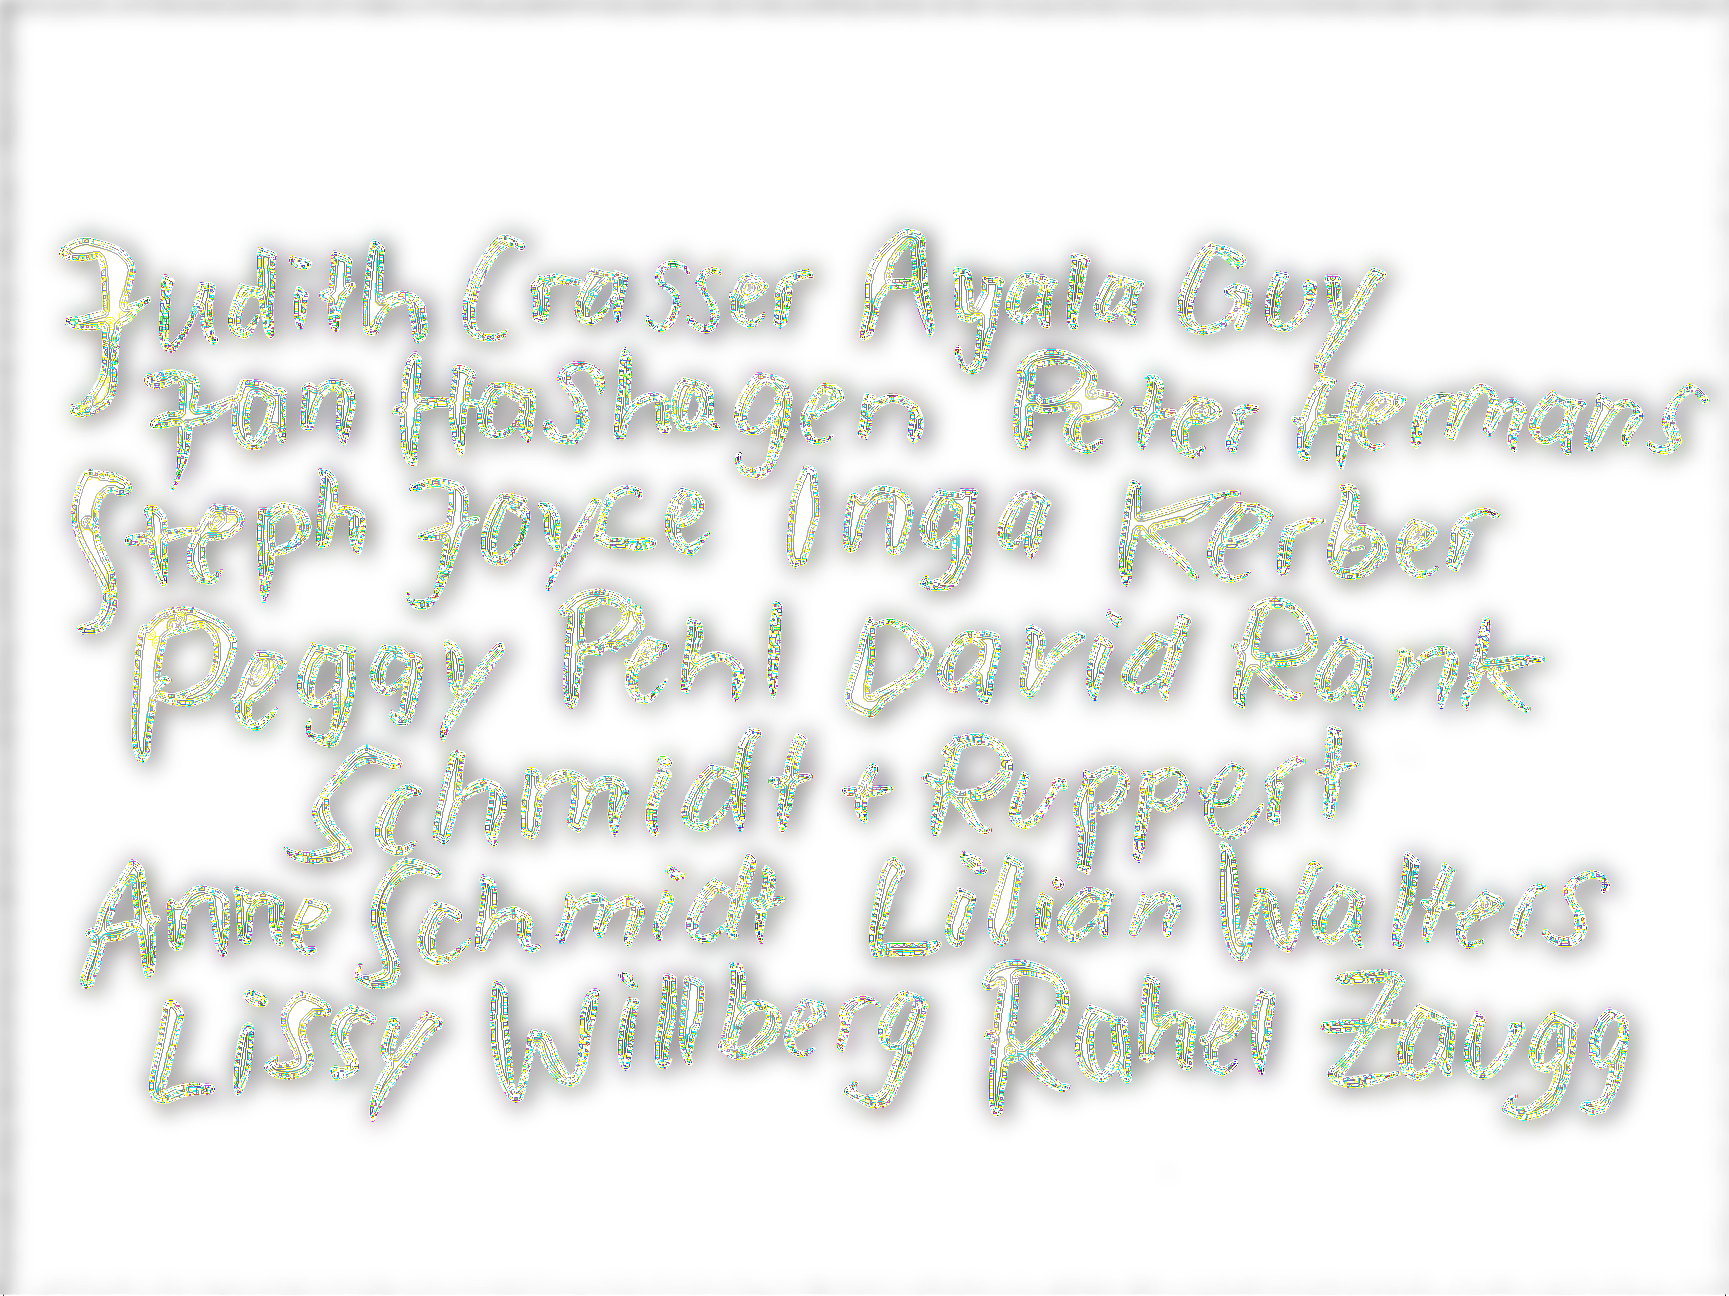 Judith Crasser Ayala Guy
Jan Hashagen Peter Hermans
Steph Joyce Inga Kerber
Peggy Pehl David Rank
Schmidt + Ruppert
Anne Schmidt Lilian Walters
Lissy Willberg Rahel Zaugg